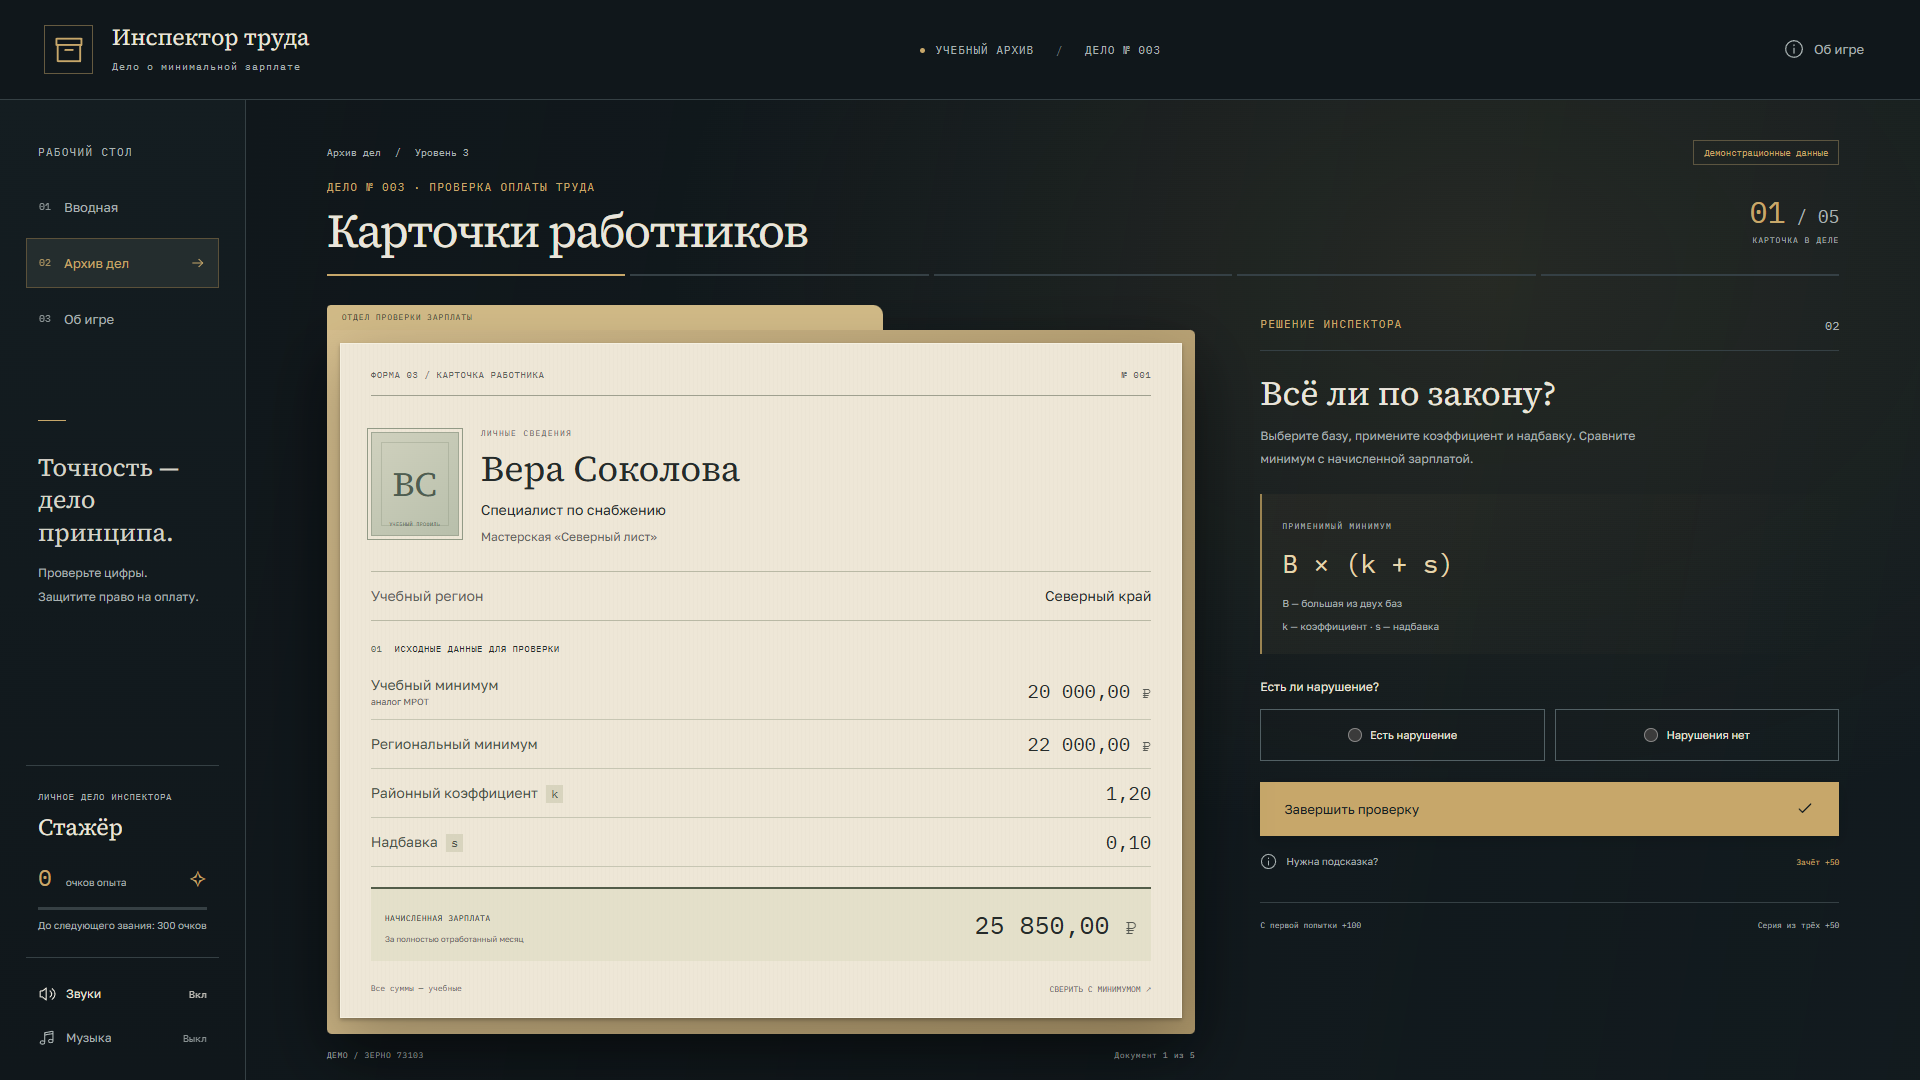 Инспектор труда
Дело о минимальной зарплате
УЧЕБНЫЙ АРХИВ / ДЕЛО № 003
Об игре
РАБОЧИЙ СТОЛ
01 Вводная
02 Архив дел →
03 Об игре
Точность —
дело
принципа.
Проверьте цифры.
Защитите право на оплату.
ЛИЧНОЕ ДЕЛО ИНСПЕКТОРА
Стажёр
0 очков опыта
До следующего звания: 300 очков
Звуки Вкл
Музыка Выкл
Архив дел / Уровень 3
Демонстрационные данные
ДЕЛО № 003 · ПРОВЕРКА ОПЛАТЫ ТРУДА
Карточки работников
01 / 05
КАРТОЧКА В ДЕЛЕ
ОТДЕЛ ПРОВЕРКИ ЗАРПЛАТЫ
ФОРМА 03 / КАРТОЧКА РАБОТНИКА № 001
ВС
УЧЕБНЫЙ ПРОФИЛЬ
ЛИЧНЫЕ СВЕДЕНИЯ
Вера Соколова
Специалист по снабжению
Мастерская «Северный лист»
Учебный регион Северный край
01 ИСХОДНЫЕ ДАННЫЕ ДЛЯ ПРОВЕРКИ
Учебный минимум 20 000,00 ₽
аналог МРОТ
Региональный минимум 22 000,00 ₽
Районный коэффициент k 1,20
Надбавка s 0,10
НАЧИСЛЕННАЯ ЗАРПЛАТА 25 850,00 ₽
За полностью отработанный месяц
Все суммы — учебные СВЕРИТЬ С МИНИМУМОМ ↗
ДЕМО / ЗЕРНО 73103 Документ 1 из 5
РЕШЕНИЕ ИНСПЕКТОРА 02
Всё ли по закону?
Выберите базу, примените коэффициент и надбавку. Сравните
минимум с начисленной зарплатой.
ПРИМЕНИМЫЙ МИНИМУМ
B × (k + s)
B — большая из двух баз
k — коэффициент · s — надбавка
Есть ли нарушение?
Есть нарушение Нарушения нет
Завершить проверку
Нужна подсказка? Зачёт +50
С первой попытки +100 Серия из трёх +50